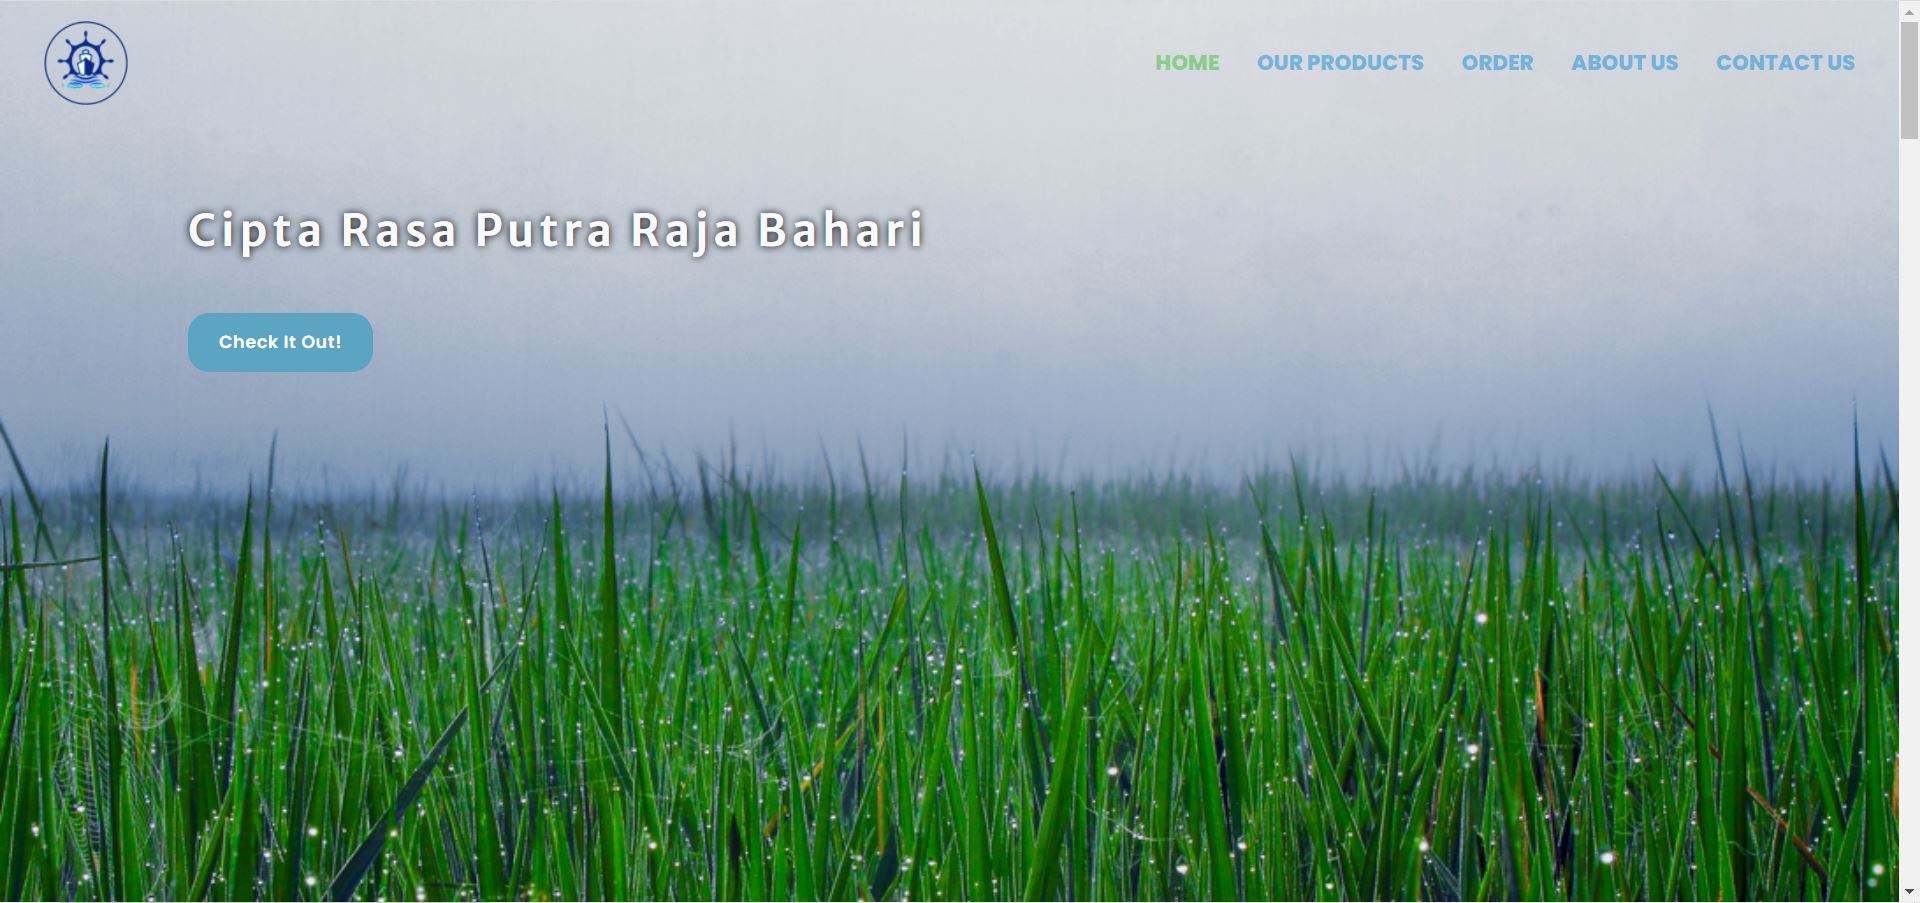 HOME OUR PRODUCTS ORDER ABOUT US CONTACT US
Cipta Rasa Putra Raja Bahari
Check It Out!